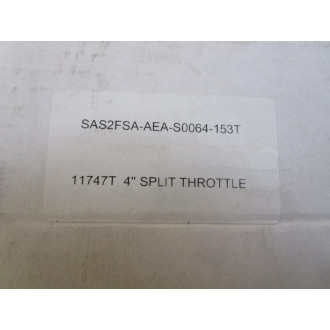 SAS2FSA-AEA-S0064-153T
11747T 4" SPLIT THROTTLE